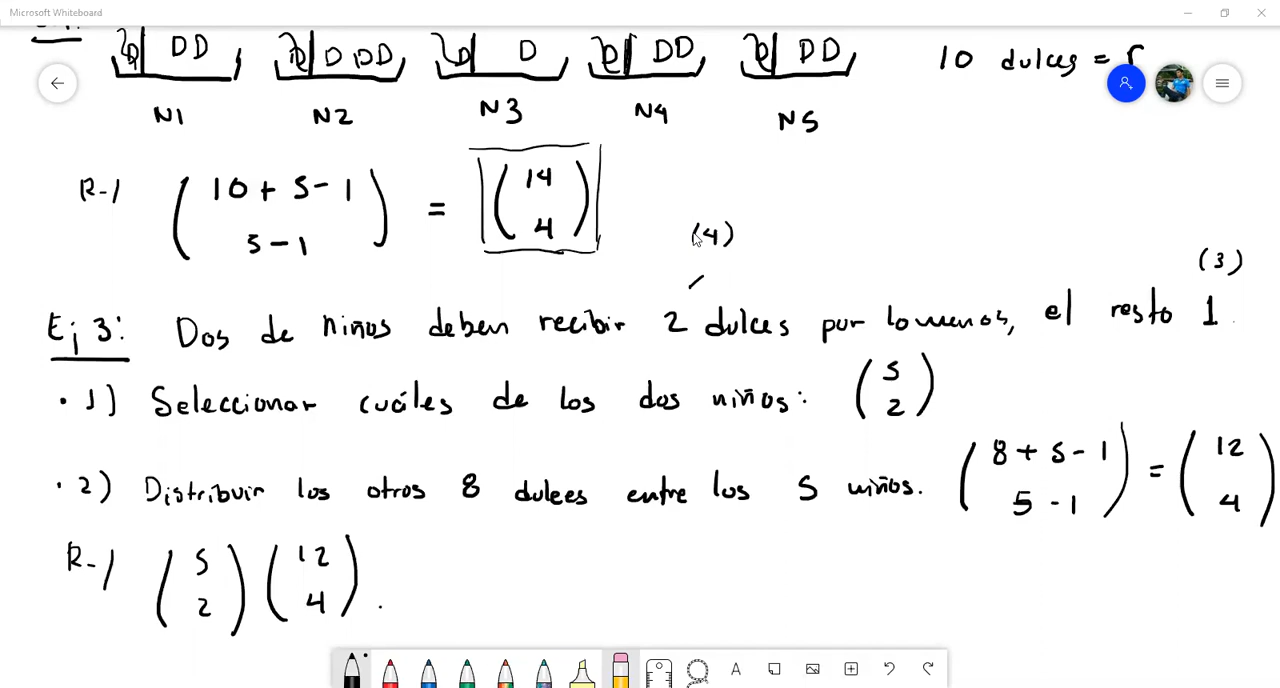 Microsoft Whiteboard
D DD D DDD D D D DD D DD 10 dulces =
N1 N2 N3 N4 N5
R-/ (10 + 5 - 1 / 5 - 1) = (14 / 4)
(4)
(3)
Ej 3: Dos de niños deben recibir 2 dulces por lo menos, el resto 1.
• 1) Seleccionar cuáles de los dos niños: (5 / 2)
• 2) Distribuir los otros 8 dulces entre los 5 niños. (8 + 5 - 1 / 5 - 1) = (12 / 4)
R-/ (5 / 2) (12 / 4).
A